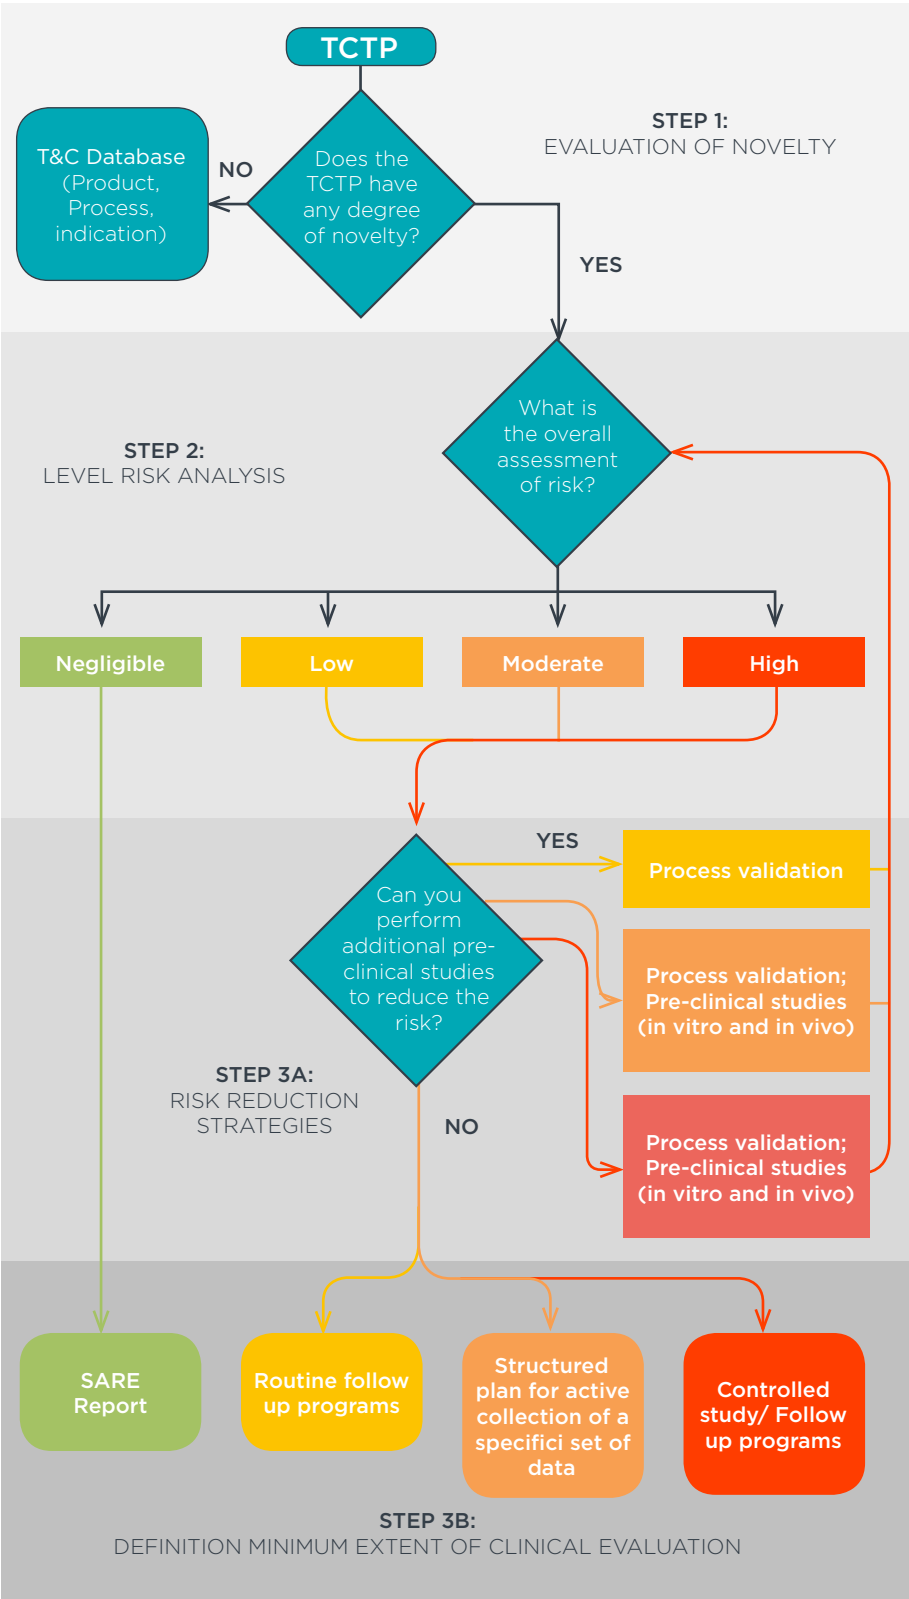 TCTP
STEP 1:
EVALUATION OF NOVELTY
T&C Database
(Product,
Process,
indication)
NO
Does the
TCTP have
any degree
of novelty?
YES
What is
the overall
assessment
of risk?
STEP 2:
LEVEL RISK ANALYSIS
Negligible
Low
Moderate
High
YES
Can you
perform
additional pre-
clinical studies
to reduce the
risk?
Process validation
Process validation;
Pre-clinical studies
(in vitro and in vivo)
Process validation;
Pre-clinical studies
(in vitro and in vivo)
STEP 3A:
RISK REDUCTION
STRATEGIES
NO
SARE
Report
Routine follow
up programs
Structured
plan for active
collection of a
specifici set of
data
Controlled
study/ Follow
up programs
STEP 3B:
DEFINITION MINIMUM EXTENT OF CLINICAL EVALUATION